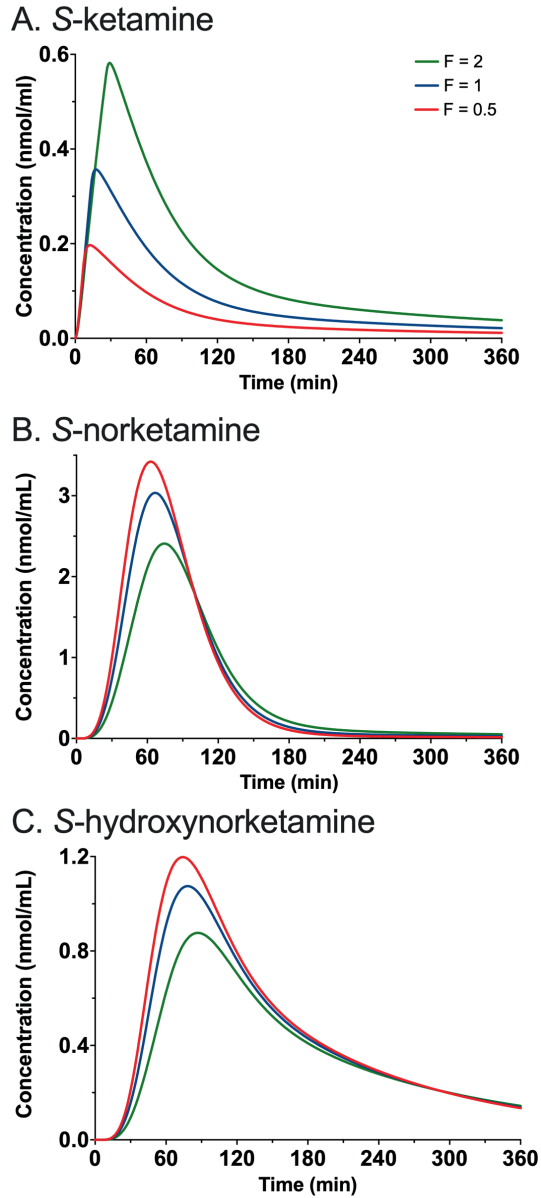 A. S-ketamine
0.6
F = 2
F = 1
F = 0.5
0.4
0.2
0.0
Concentration (nmol/ml)
0 60 120 180 240 300 360
Time (min)
B. S-norketamine
3
2
1
0
Concentration (nmol/mL)
0 60 120 180 240 300 360
Time (min)
C. S-hydroxynorketamine
1.2
0.8
0.4
0.0
Concentration (nmol/mL)
0 60 120 180 240 300 360
Time (min)